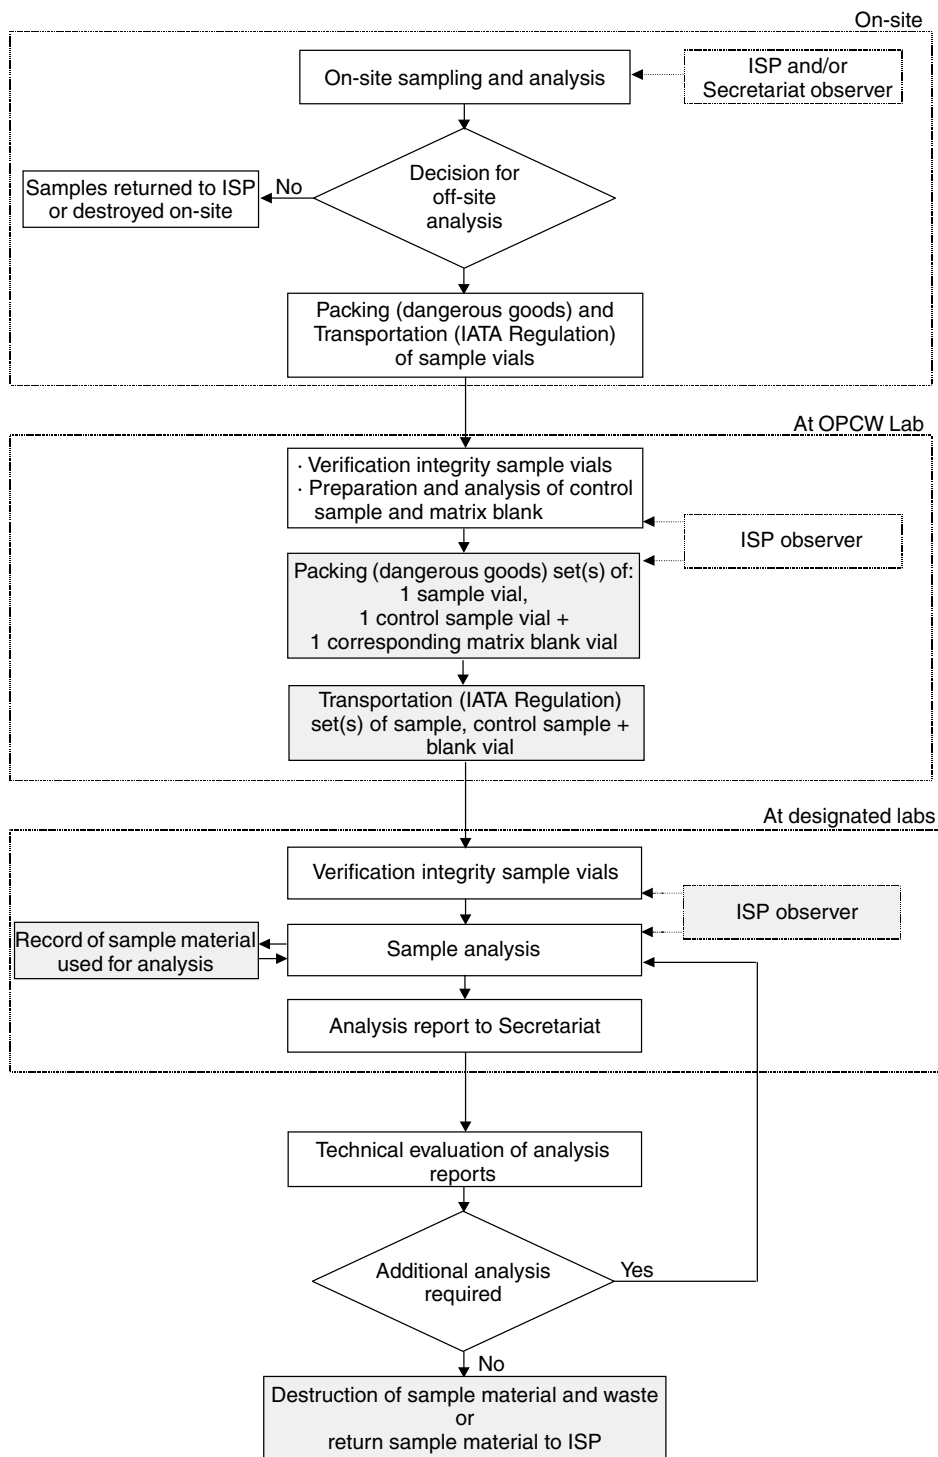 On-site
On-site sampling and analysis
ISP and/or
Secretariat observer
Decision for
off-site
analysis
No
Samples returned to ISP
or destroyed on-site
Packing (dangerous goods) and
Transportation (IATA Regulation)
of sample vials
At OPCW Lab
· Verification integrity sample vials
· Preparation and analysis of control
sample and matrix blank
ISP observer
Packing (dangerous goods) set(s) of:
1 sample vial,
1 control sample vial +
1 corresponding matrix blank vial
Transportation (IATA Regulation)
set(s) of sample, control sample +
blank vial
At designated labs
Verification integrity sample vials
ISP observer
Record of sample material
used for analysis
Sample analysis
Analysis report to Secretariat
Technical evaluation of analysis
reports
Additional analysis
required
Yes
No
Destruction of sample material and waste
or
return sample material to ISP